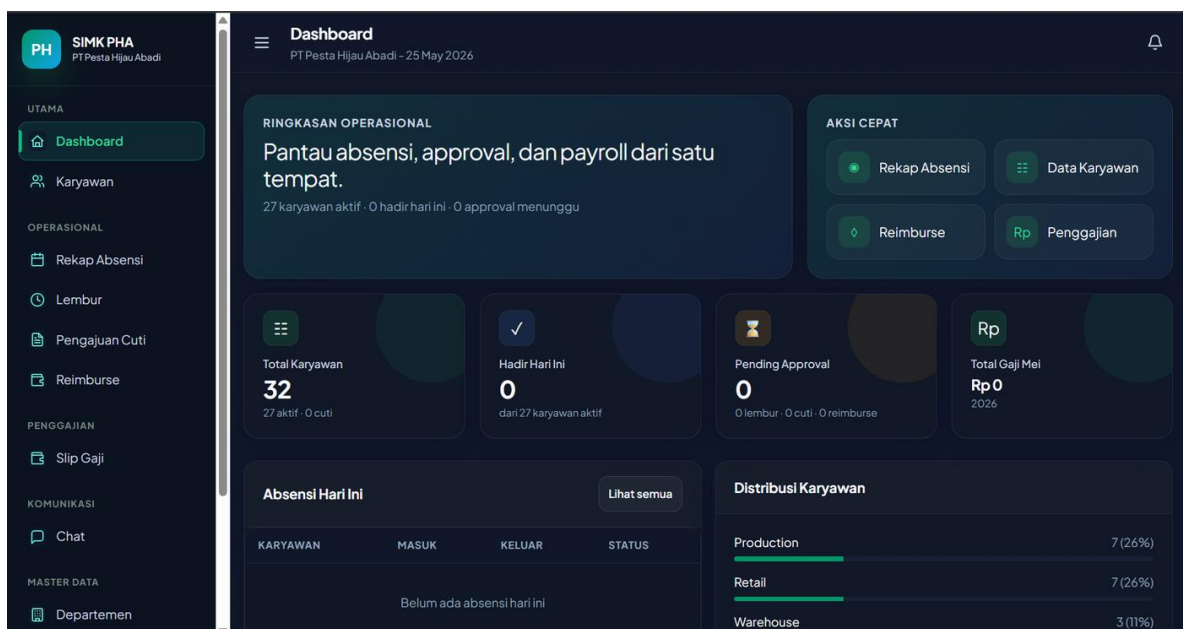 PH
SIMK PHA
PT Pesta Hijau Abadi
UTAMA
Dashboard
Karyawan
OPERASIONAL
Rekap Absensi
Lembur
Pengajuan Cuti
Reimburse
PENGGAJIAN
Slip Gaji
KOMUNIKASI
Chat
MASTER DATA
Departemen
Dashboard
PT Pesta Hijau Abadi - 25 May 2026
RINGKASAN OPERASIONAL
Pantau absensi, approval, dan payroll dari satu
tempat.
27 karyawan aktif · 0 hadir hari ini · 0 approval menunggu
AKSI CEPAT
Rekap Absensi
Data Karyawan
Reimburse
Rp Penggajian
Total Karyawan
32
27 aktif · 0 cuti
Hadir Hari Ini
0
dari 27 karyawan aktif
Pending Approval
0
0 lembur · 0 cuti · 0 reimburse
Rp
Total Gaji Mei
Rp 0
2026
Absensi Hari Ini
Lihat semua
KARYAWAN MASUK KELUAR STATUS
Belum ada absensi hari ini
Distribusi Karyawan
Production 7 (26%)
Retail 7 (26%)
Warehouse 3 (11%)